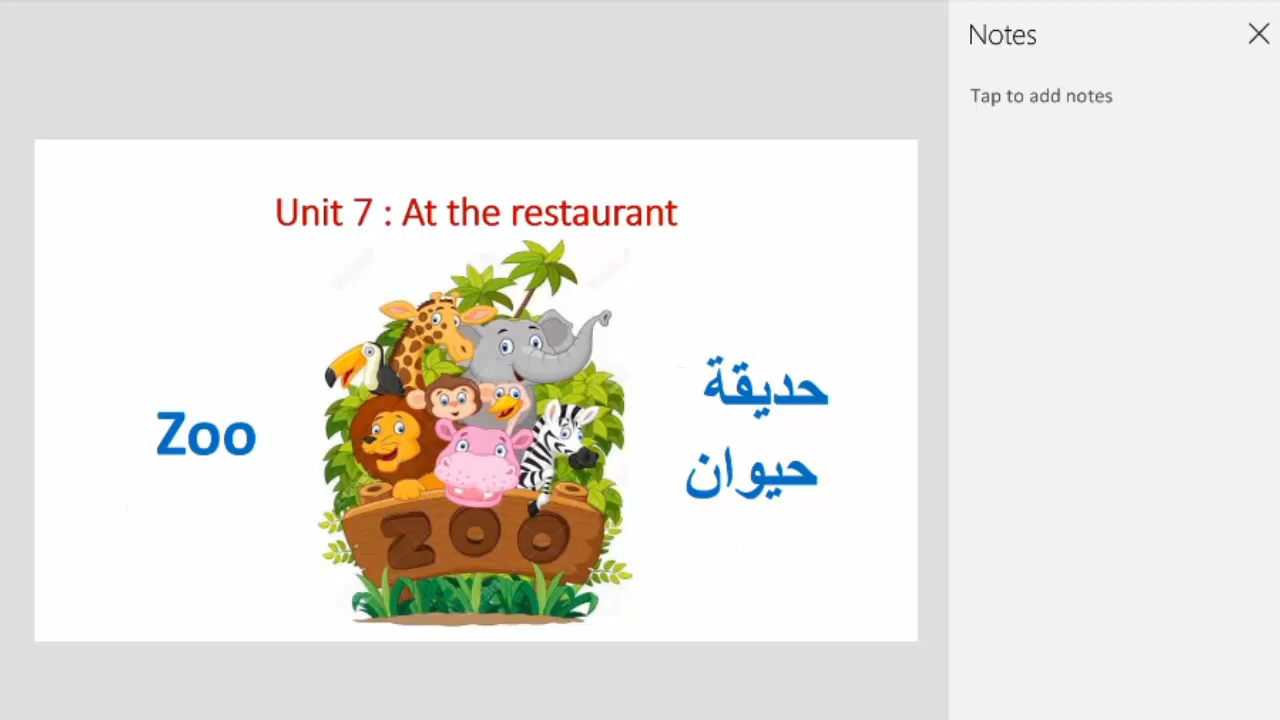 Notes
Tap to add notes
Unit 7 : At the restaurant
Zoo
حديقة
حيوان
ZOO